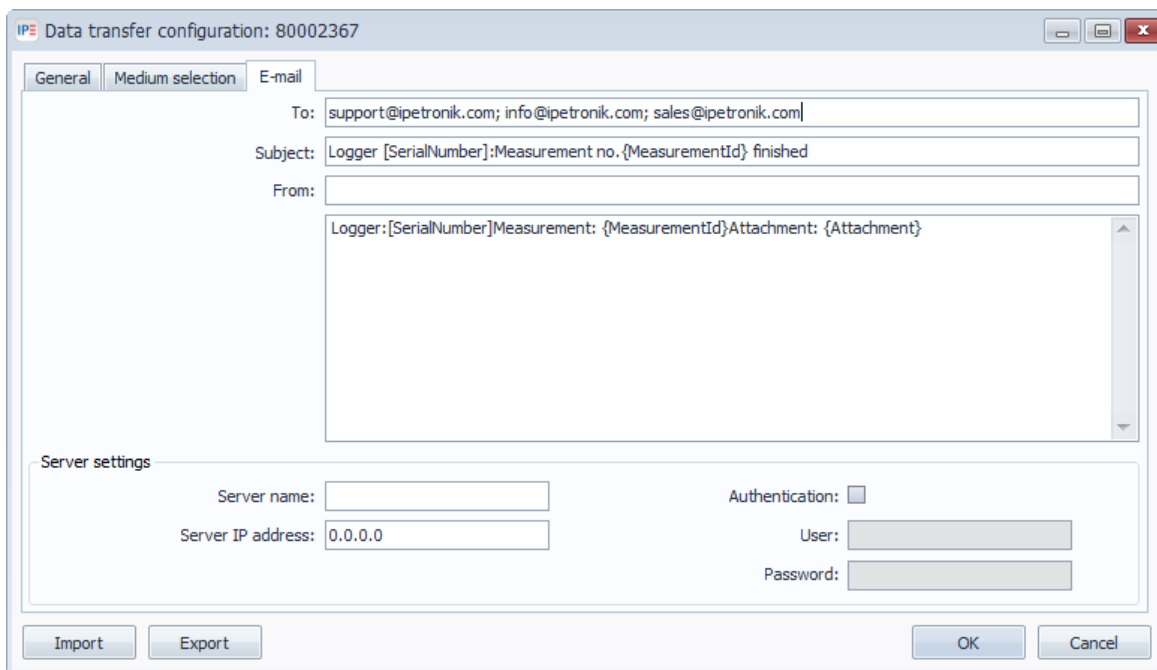 IPE Data transfer configuration: 80002367
General Medium selection E-mail
To: support@ipetronik.com; info@ipetronik.com; sales@ipetronik.com
Subject: Logger [SerialNumber]:Measurement no.{MeasurementId} finished
From:
Logger:[SerialNumber]Measurement: {MeasurementId}Attachment: {Attachment}
Server settings
Server name: Authentication:
Server IP address: 0.0.0.0 User:
Password:
Import Export OK Cancel